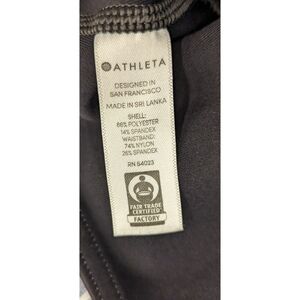 ATHLETA
DESIGNED IN
SAN FRANCISCO
MADE IN SRI LANKA
SHELL:
86% POLYESTER
14% SPANDEX
WAISTBAND:
74% NYLON
26% SPANDEX
RN 54023
FAIR TRADE
CERTIFIED
FACTORY